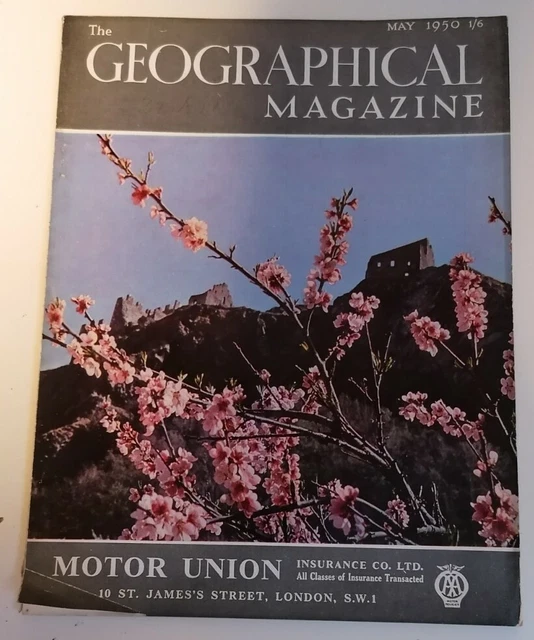 The
MAY 1950 1/6
GEOGRAPHICAL
MAGAZINE
MOTOR UNION INSURANCE CO. LTD.
All Classes of Insurance Transacted
10 ST. JAMES'S STREET, LONDON, S.W.1